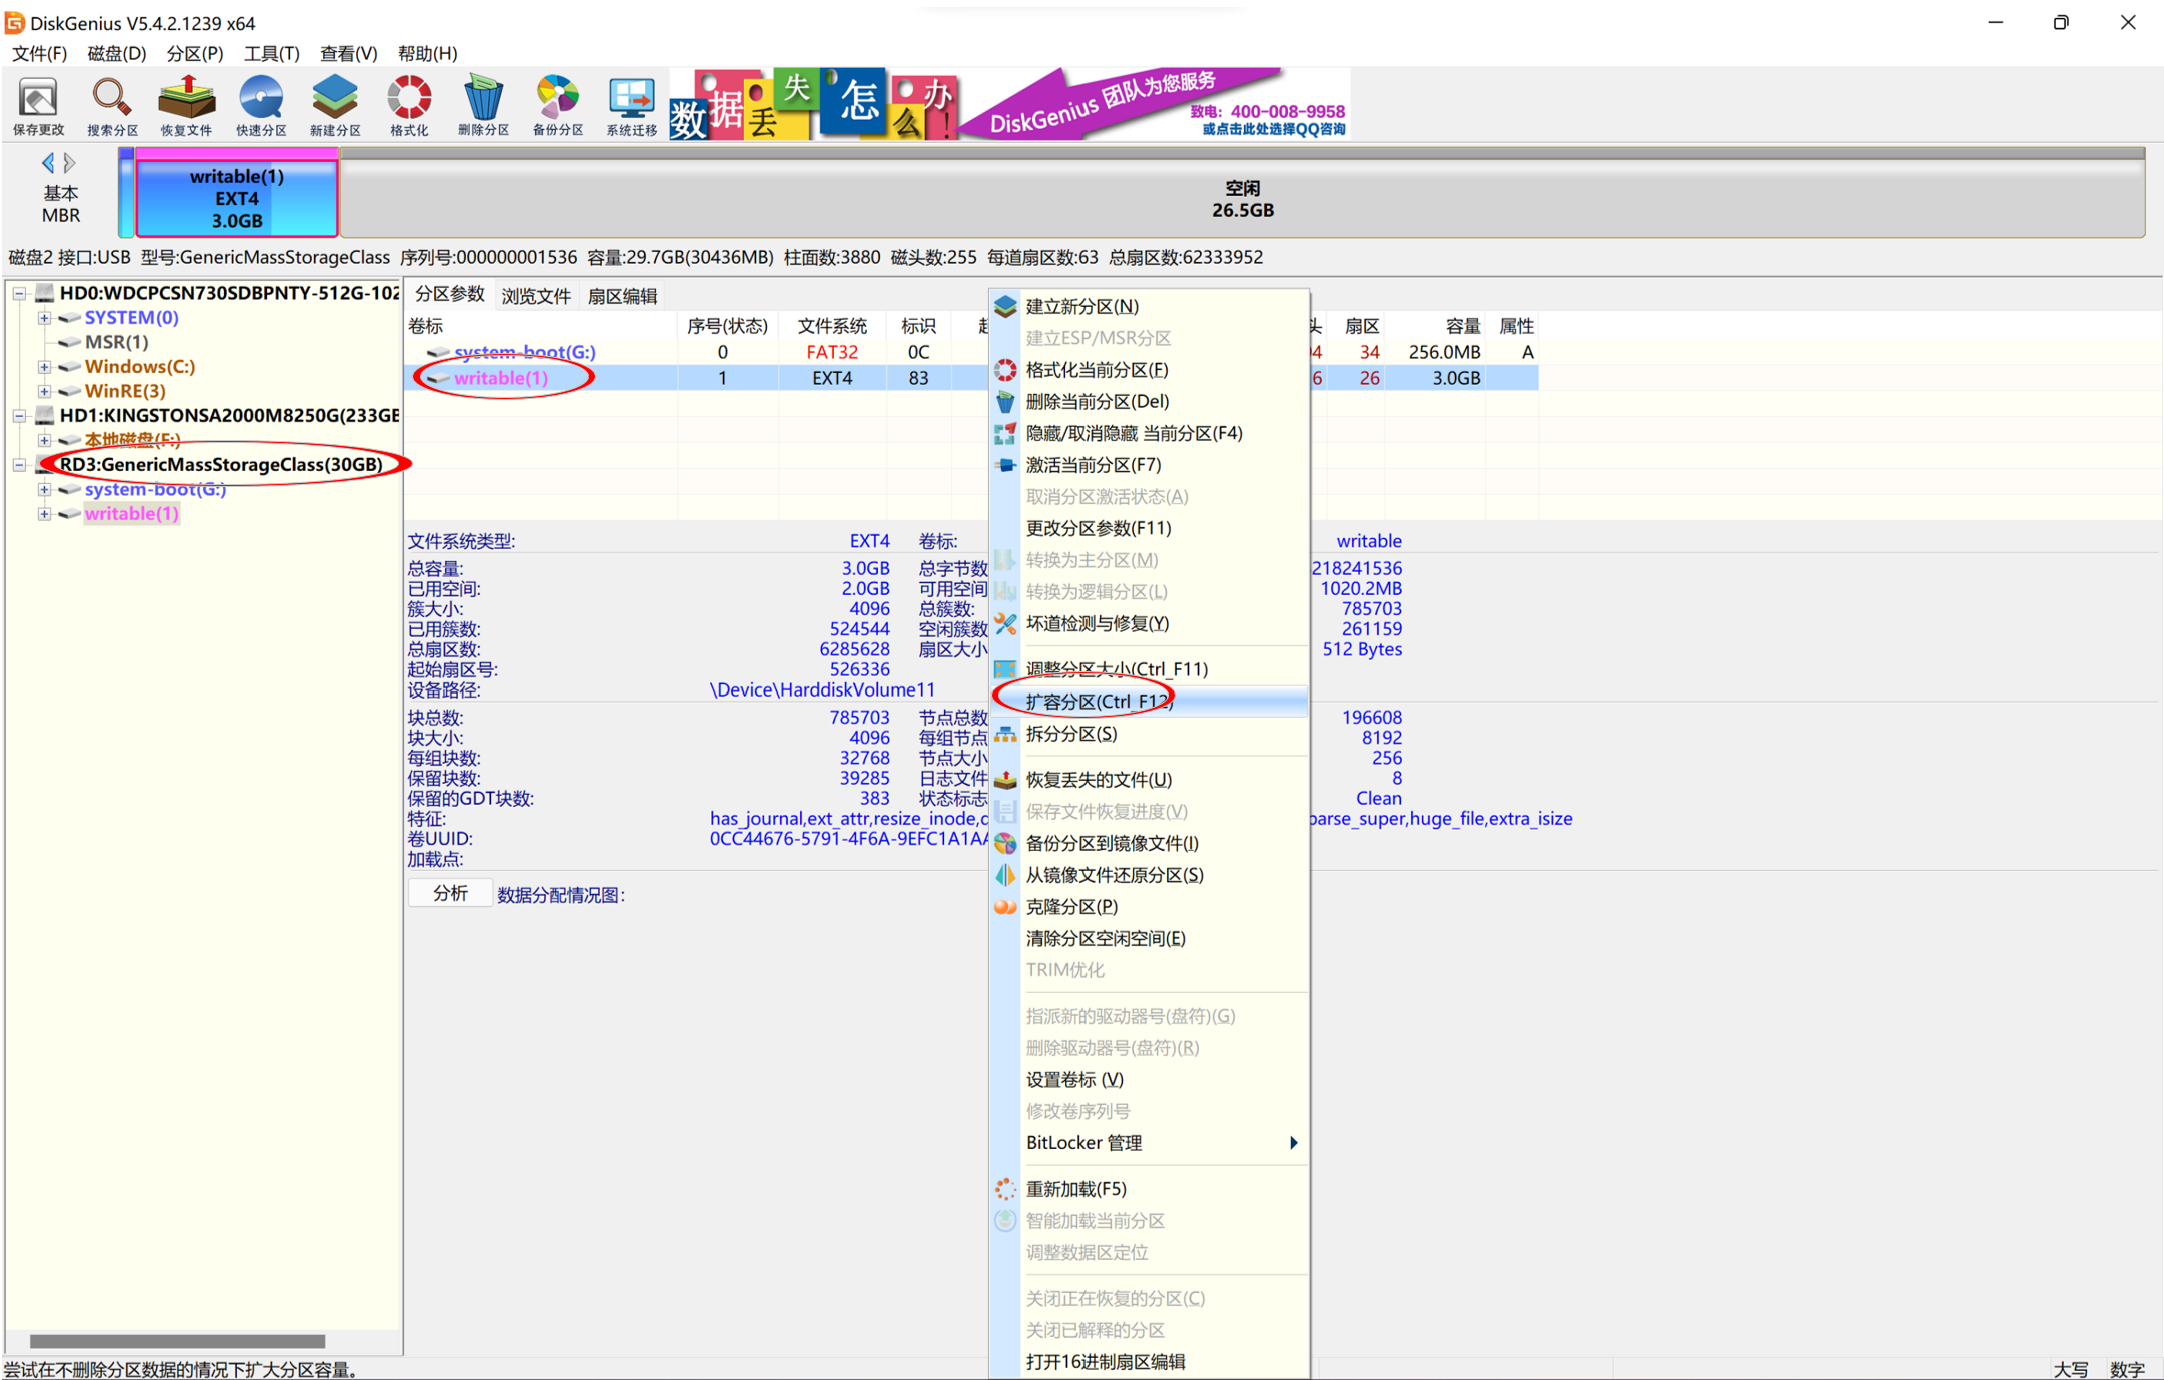 DiskGenius V5.4.2.1239 x64
文件(F) 磁盘(D) 分区(P) 工具(T) 查看(V) 帮助(H)
保存更改 搜索分区 恢复文件 快速分区 新建分区 格式化 删除分区 备份分区 系统迁移
数据丢失怎么办!
DiskGenius 团队为您服务
致电：400-008-9958
或点击此处选择QQ咨询
基本
MBR
writable(1)
EXT4
3.0GB
空闲
26.5GB
磁盘2 接口:USB 型号:GenericMassStorageClass 序列号:000000001536 容量:29.7GB(30436MB) 柱面数:3880 磁头数:255 每道扇区数:63 总扇区数:62333952
HD0:WDCPCSN730SDBPNTY-512G-102
SYSTEM(0)
MSR(1)
Windows(C:)
WinRE(3)
HD1:KINGSTONSA2000M8250G(233GB
本地磁盘(F:)
RD3:GenericMassStorageClass(30GB)
system-boot(G:)
writable(1)
分区参数 浏览文件 扇区编辑
卷标 序号(状态) 文件系统 标识 头 扇区 容量 属性
system-boot(G:) 0 FAT32 0C 34 256.0MB A
writable(1) 1 EXT4 83 6 26 3.0GB
文件系统类型: EXT4 卷标: writable
总容量: 3.0GB 总字节数 218241536
已用空间: 2.0GB 可用空间 1020.2MB
簇大小: 4096 总簇数: 785703
已用簇数: 524544 空闲簇数 261159
总扇区数: 6285628 扇区大小 512 Bytes
起始扇区号: 526336
设备路径: \Device\HarddiskVolume11
块总数: 785703 节点总数 196608
块大小: 4096 每组节点 8192
每组块数: 32768 节点大小 256
保留块数: 39285 日志文件 8
保留的GDT块数: 383 状态标志 Clean
特征: has_journal,ext_attr,resize_inode, parse_super,huge_file,extra_isize
卷UUID: 0CC44676-5791-4F6A-9EFC1A1A
加载点:
分析 数据分配情况图:
建立新分区(N)
建立ESP/MSR分区
格式化当前分区(F)
删除当前分区(Del)
隐藏/取消隐藏 当前分区(F4)
激活当前分区(F7)
取消分区激活状态(A)
更改分区参数(F11)
转换为主分区(M)
转换为逻辑分区(L)
坏道检测与修复(Y)
调整分区大小(Ctrl_F11)
扩容分区(Ctrl_F12)
拆分分区(S)
恢复丢失的文件(U)
保存文件恢复进度(V)
备份分区到镜像文件(I)
从镜像文件还原分区(S)
克隆分区(P)
清除分区空闲空间(E)
TRIM优化
指派新的驱动器号(盘符)(G)
删除驱动器号(盘符)(R)
设置卷标 (V)
修改卷序列号
BitLocker 管理
重新加载(F5)
智能加载当前分区
调整数据区定位
关闭正在恢复的分区(C)
关闭已解释的分区
打开16进制扇区编辑
尝试在不删除分区数据的情况下扩大分区容量。 大写 数字